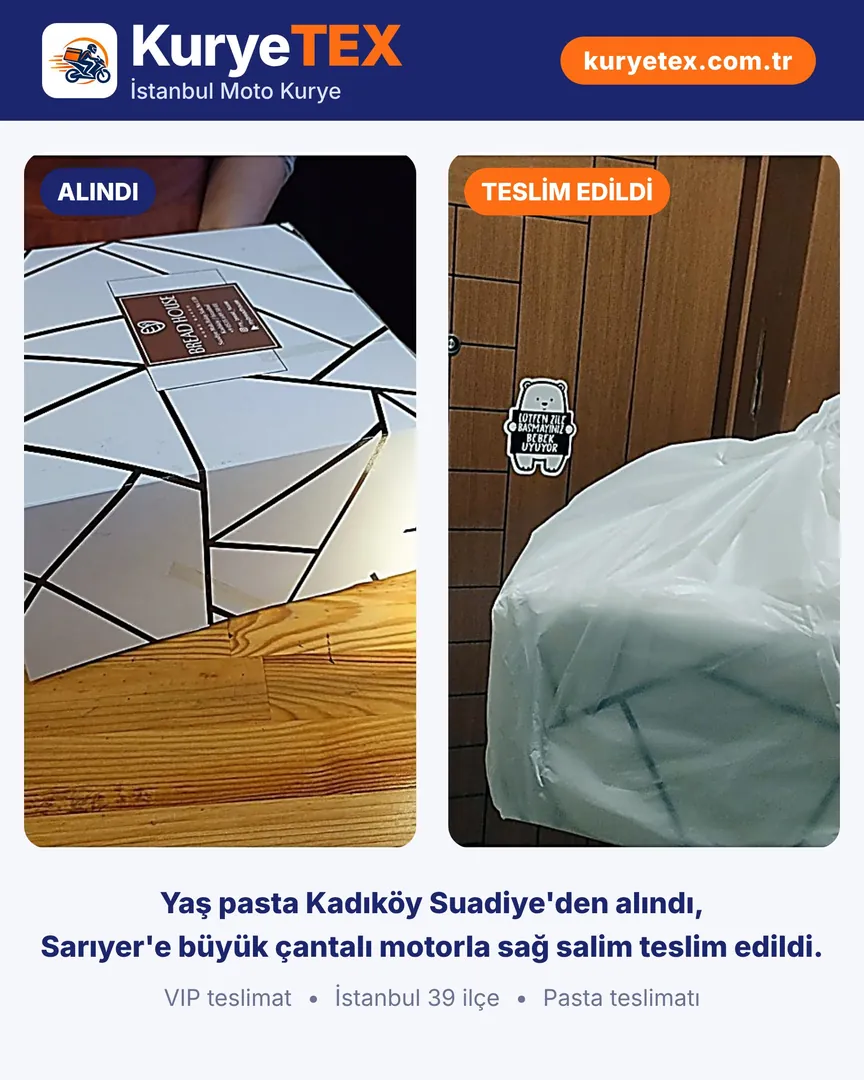 KuryeTEX
İstanbul Moto Kurye
kuryetex.com.tr
ALINDI
BREAD HOUSE
TESLİM EDİLDİ
LÜTFEN ZİLE
BASMAYINIZ
BEBEK
UYUYOR
Yaş pasta Kadıköy Suadiye'den alındı,
Sarıyer'e büyük çantalı motorla sağ salim teslim edildi.
VIP teslimat • İstanbul 39 ilçe • Pasta teslimatı